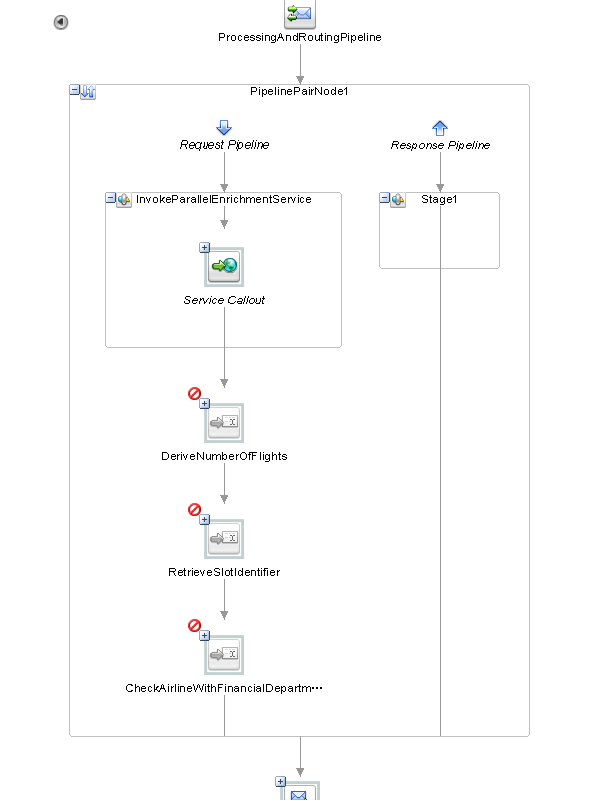 ProcessingAndRoutingPipeline
PipelinePairNode1
Request Pipeline
Response Pipeline
InvokeParallelEnrichmentService
Stage1
Service Callout
DeriveNumberOfFlights
RetrieveSlotIdentifier
CheckAirlineWithFinancialDepartm···